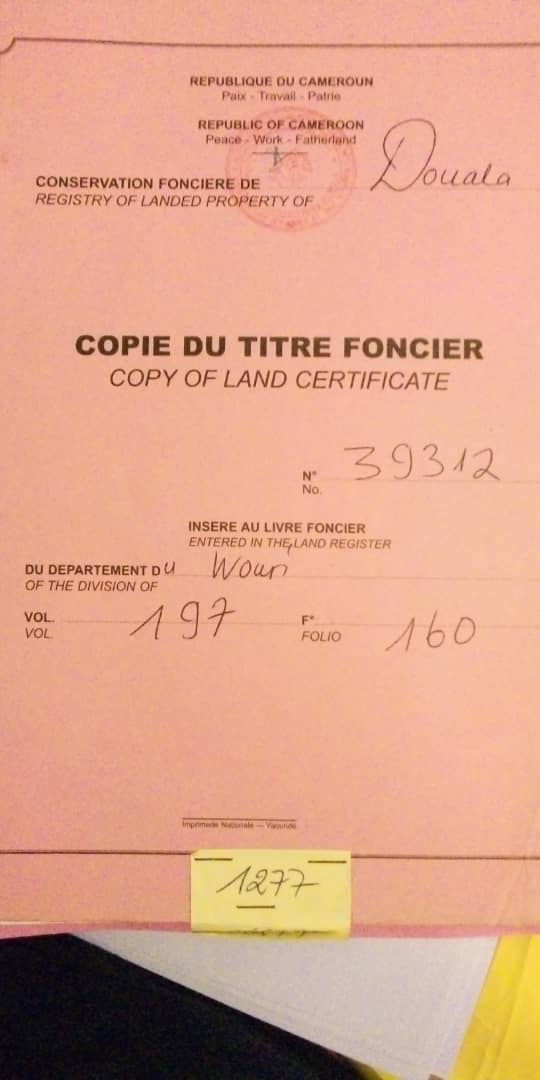 REPUBLIQUE DU CAMEROUN
Paix - Travail - Patrie
REPUBLIC OF CAMEROON
Peace - Work - Fatherland
CONSERVATION FONCIERE DE Douala
REGISTRY OF LANDED PROPERTY OF
COPIE DU TITRE FONCIER
COPY OF LAND CERTIFICATE
N° 39312
No.
INSERE AU LIVRE FONCIER
ENTERED IN THE LAND REGISTER
DU DEPARTEMENT DU Wouri
OF THE DIVISION OF
VOL. 197 F° 160
VOL. FOLIO
Imprimerie Nationale — Yaoundé
1277